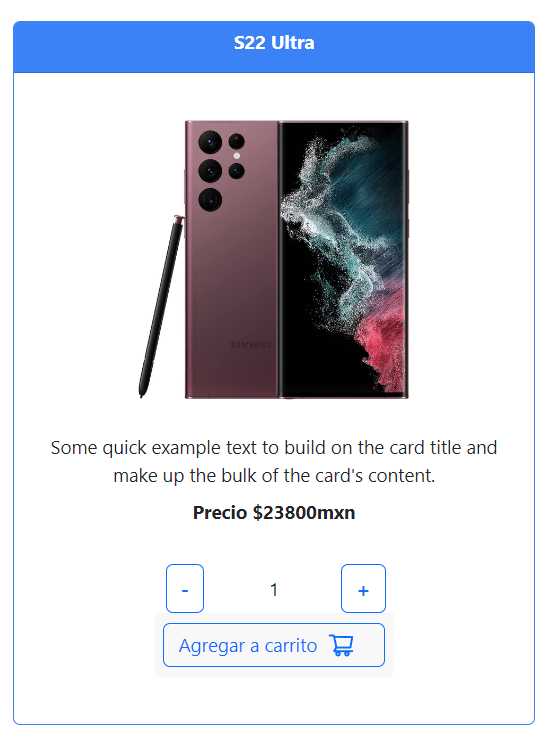 S22 Ultra
SAMSUNG
Some quick example text to build on the card title and
make up the bulk of the card's content.
Precio $23800mxn
- 1 +
Agregar a carrito